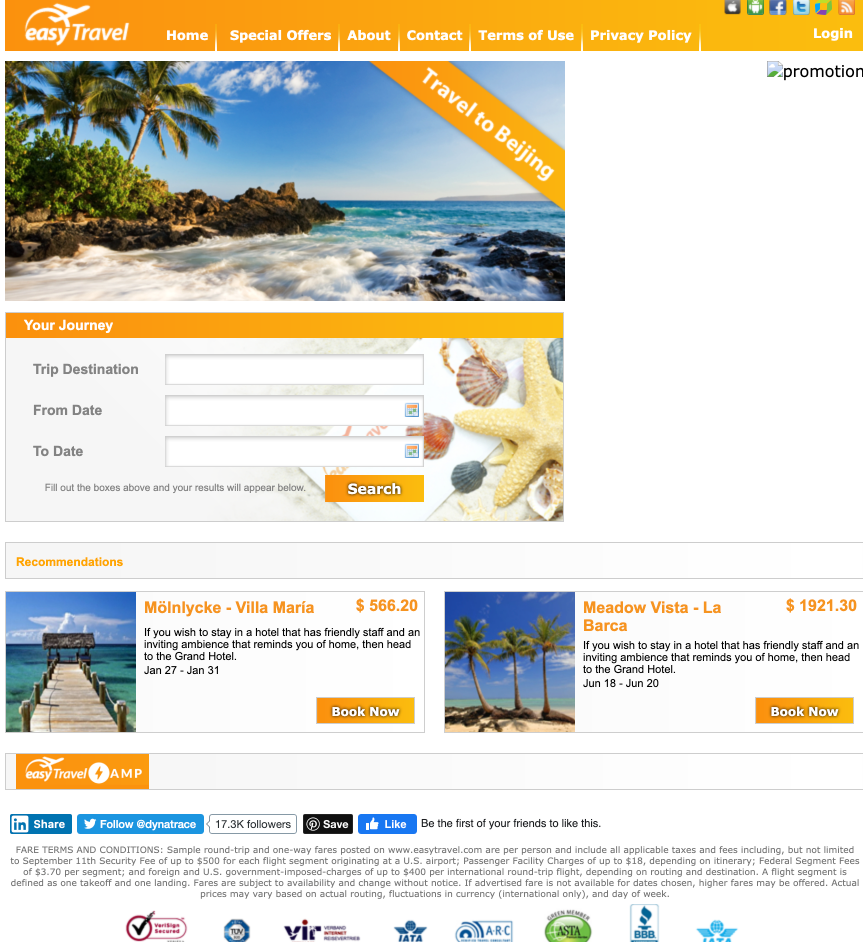 easyTravel
Home Special Offers About Contact Terms of Use Privacy Policy Login
promotion
Travel to Beijing
Your Journey
Trip Destination
From Date
To Date
Fill out the boxes above and your results will appear below. Search
Recommendations
Mölnlycke - Villa María $ 566.20
If you wish to stay in a hotel that has friendly staff and an
inviting ambience that reminds you of home, then head
to the Grand Hotel.
Jan 27 - Jan 31
Book Now
Meadow Vista - La $ 1921.30
Barca
If you wish to stay in a hotel that has friendly staff and an
inviting ambience that reminds you of home, then head
to the Grand Hotel.
Jun 18 - Jun 20
Book Now
easyTravel AMP
in Share Follow @dynatrace 17.3K followers Save Like Be the first of your friends to like this.
FARE TERMS AND CONDITIONS: Sample round-trip and one-way fares posted on www.easytravel.com are per person and include all applicable taxes and fees including, but not limited
to September 11th Security Fee of up to $500 for each flight segment originating at a U.S. airport; Passenger Facility Charges of up to $18, depending on itinerary; Federal Segment Fees
of $3.70 per segment; and foreign and U.S. government-imposed-charges of up to $400 per international round-trip flight, depending on routing and destination. A flight segment is
defined as one takeoff and one landing. Fares are subject to availability and change without notice. If advertised fare is not available for dates chosen, higher fares may be offered. Actual
prices may vary based on actual routing, fluctuations in currency (international only), and day of week.
VeriSign
Secured
TÜV
vir VERBAND
INTERNET
REISEVERTRIEB
IATA
ARC
GREEN MEMBER
ASTA
BBB
IATA